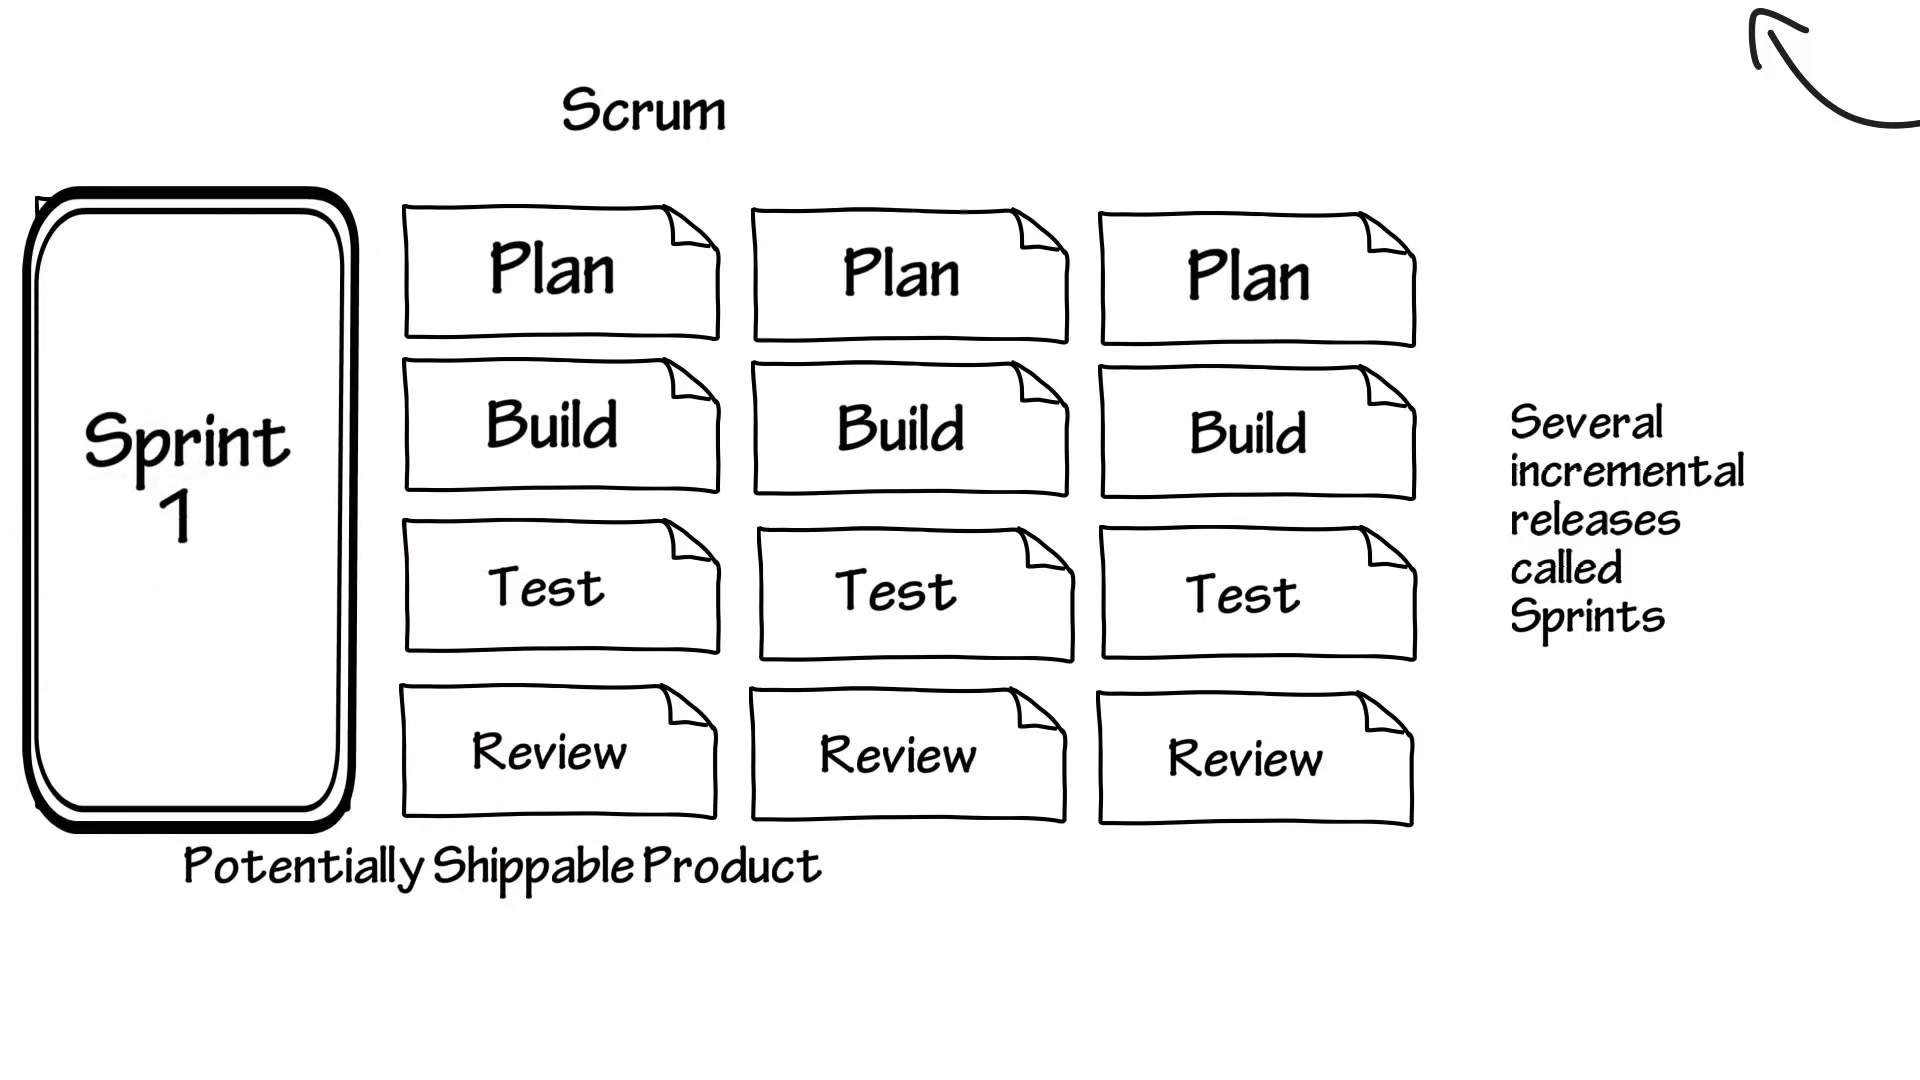 Scrum
Sprint
1
Plan
Plan
Plan
Build
Build
Build
Test
Test
Test
Review
Review
Review
Several
incremental
releases
called
Sprints
Potentially Shippable Product